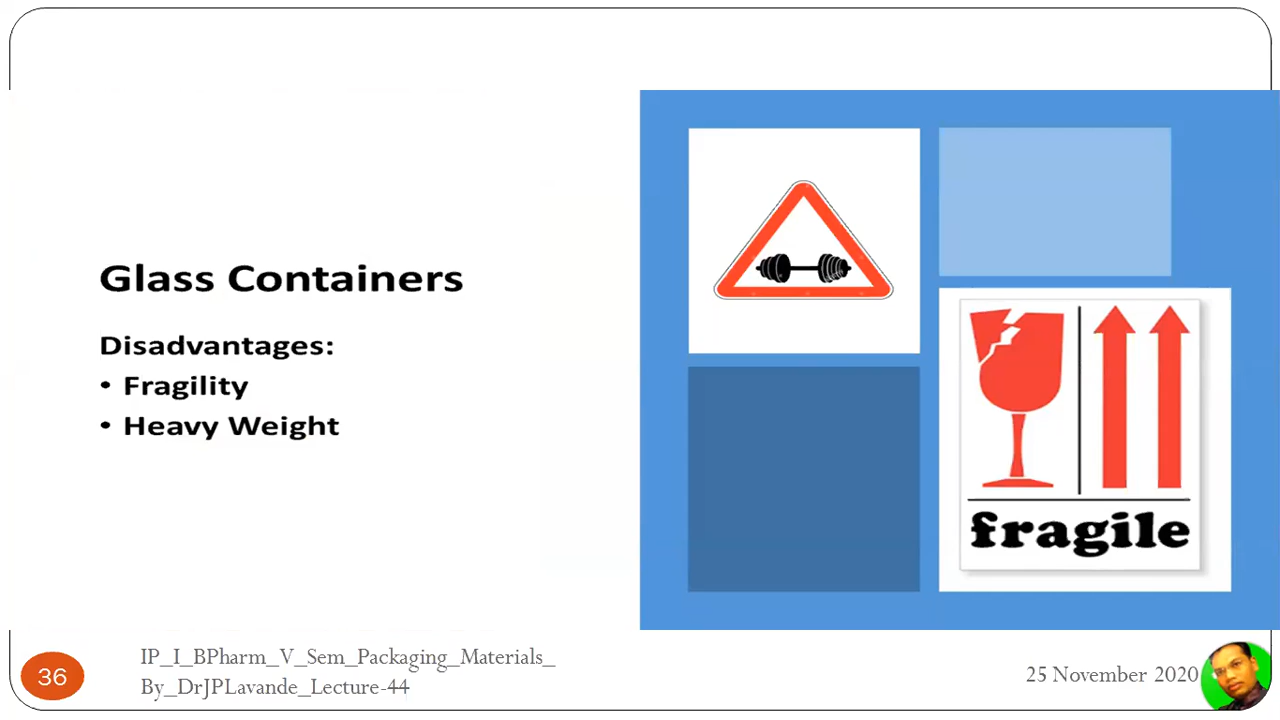 Glass Containers
Disadvantages:
• Fragility
• Heavy Weight
fragile
36
IP_I_BPharm_V_Sem_Packaging_Materials_
By_DrJPLavande_Lecture-44
25 November 2020